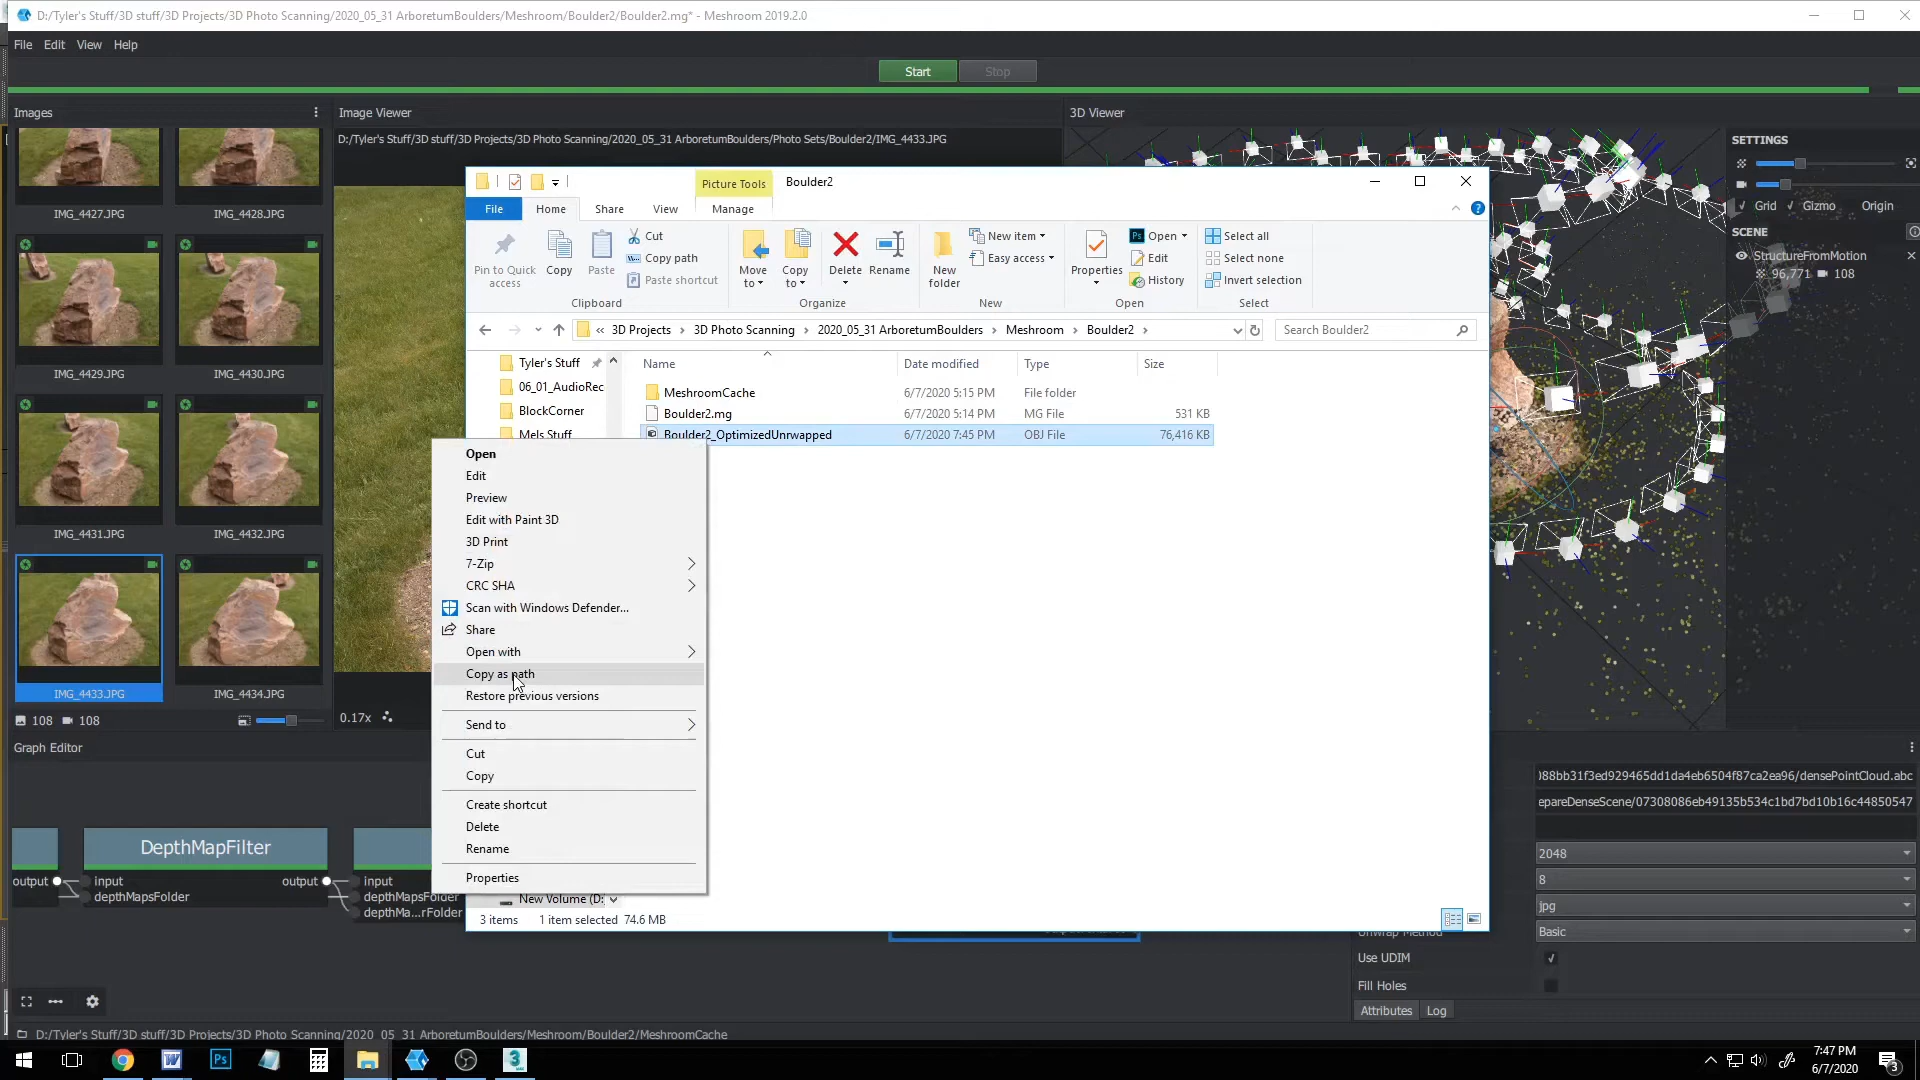 D:/Tyler's Stuff/3D stuff/3D Projects/3D Photo Scanning/2020_05_31 ArboretumBoulders/Meshroom/Boulder2/Boulder2.mg* - Meshroom 2019.2.0
File Edit View Help
Start Stop
Images
Image Viewer
3D Viewer
D:/Tyler's Stuff/3D stuff/3D Projects/3D Photo Scanning/2020_05_31 ArboretumBoulders/Photo Sets/Boulder2/IMG_4433.JPG
SETTINGS
Grid Gizmo Origin
SCENE
StructureFromMotion
96,771 108
IMG_4427.JPG IMG_4428.JPG
IMG_4429.JPG IMG_4430.JPG
IMG_4431.JPG IMG_4432.JPG
IMG_4433.JPG IMG_4434.JPG
108 108
0.17x
Picture Tools Boulder2
File Home Share View Manage
Pin to Quick access
Copy
Paste
Cut
Copy path
Paste shortcut
Clipboard
Move to
Copy to
Delete
Rename
Organize
New folder
New item
Easy access
New
Properties
Ps Open
Edit
History
Open
Select all
Select none
Invert selection
Select
« 3D Projects > 3D Photo Scanning > 2020_05_31 ArboretumBoulders > Meshroom > Boulder2 >
Search Boulder2
Tyler's Stuff
06_01_AudioRec
BlockCorner
Mels Stuff
New Volume (D:
Name Date modified Type Size
MeshroomCache 6/7/2020 5:15 PM File folder
Boulder2.mg 6/7/2020 5:14 PM MG File 531 KB
Boulder2_OptimizedUnrwapped 6/7/2020 7:45 PM OBJ File 76,416 KB
Open
Edit
Preview
Edit with Paint 3D
3D Print
7-Zip
CRC SHA
Scan with Windows Defender...
Share
Open with
Copy as path
Restore previous versions
Send to
Cut
Copy
Create shortcut
Delete
Rename
Properties
3 items 1 item selected 74.6 MB
Graph Editor
DepthMapFilter
output input output input
depthMapsFolder depthMapsFolder
depthMa...rFolder
)88bb31f3ed929465dd1da4eb6504f87ca2ea96/densePointCloud.abc
epareDenseScene/07308086eb49135b534c1bd7bd10b16c44850547
2048
8
jpg
Unwrap Method Basic
Use UDIM
Fill Holes
Attributes Log
D:/Tyler's Stuff/3D stuff/3D Projects/3D Photo Scanning/2020_05_31 ArboretumBoulders/Meshroom/Boulder2/MeshroomCache
W Ps 3
7:47 PM
6/7/2020
3